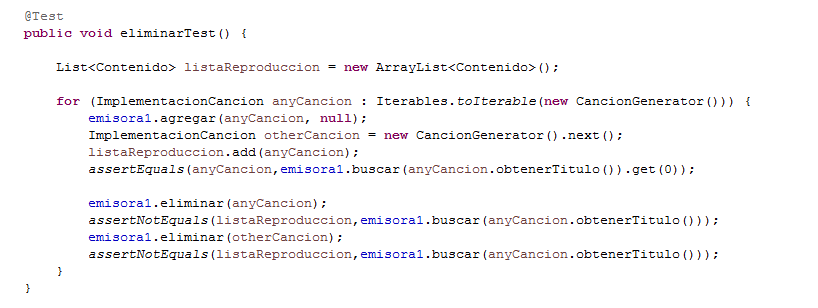 @Test
public void eliminarTest() {
List<Contenido> listaReproduccion = new ArrayList<Contenido>();
for (ImplementacionCancion anyCancion : Iterables.toIterable(new CancionGenerator())) {
emisora1.agregar(anyCancion, null);
ImplementacionCancion otherCancion = new CancionGenerator().next();
listaReproduccion.add(anyCancion);
assertEquals(anyCancion,emisora1.buscar(anyCancion.obtenerTitulo()).get(0));
emisora1.eliminar(anyCancion);
assertNotEquals(listaReproduccion,emisora1.buscar(anyCancion.obtenerTitulo()));
emisora1.eliminar(otherCancion);
assertNotEquals(listaReproduccion,emisora1.buscar(anyCancion.obtenerTitulo()));
}
}